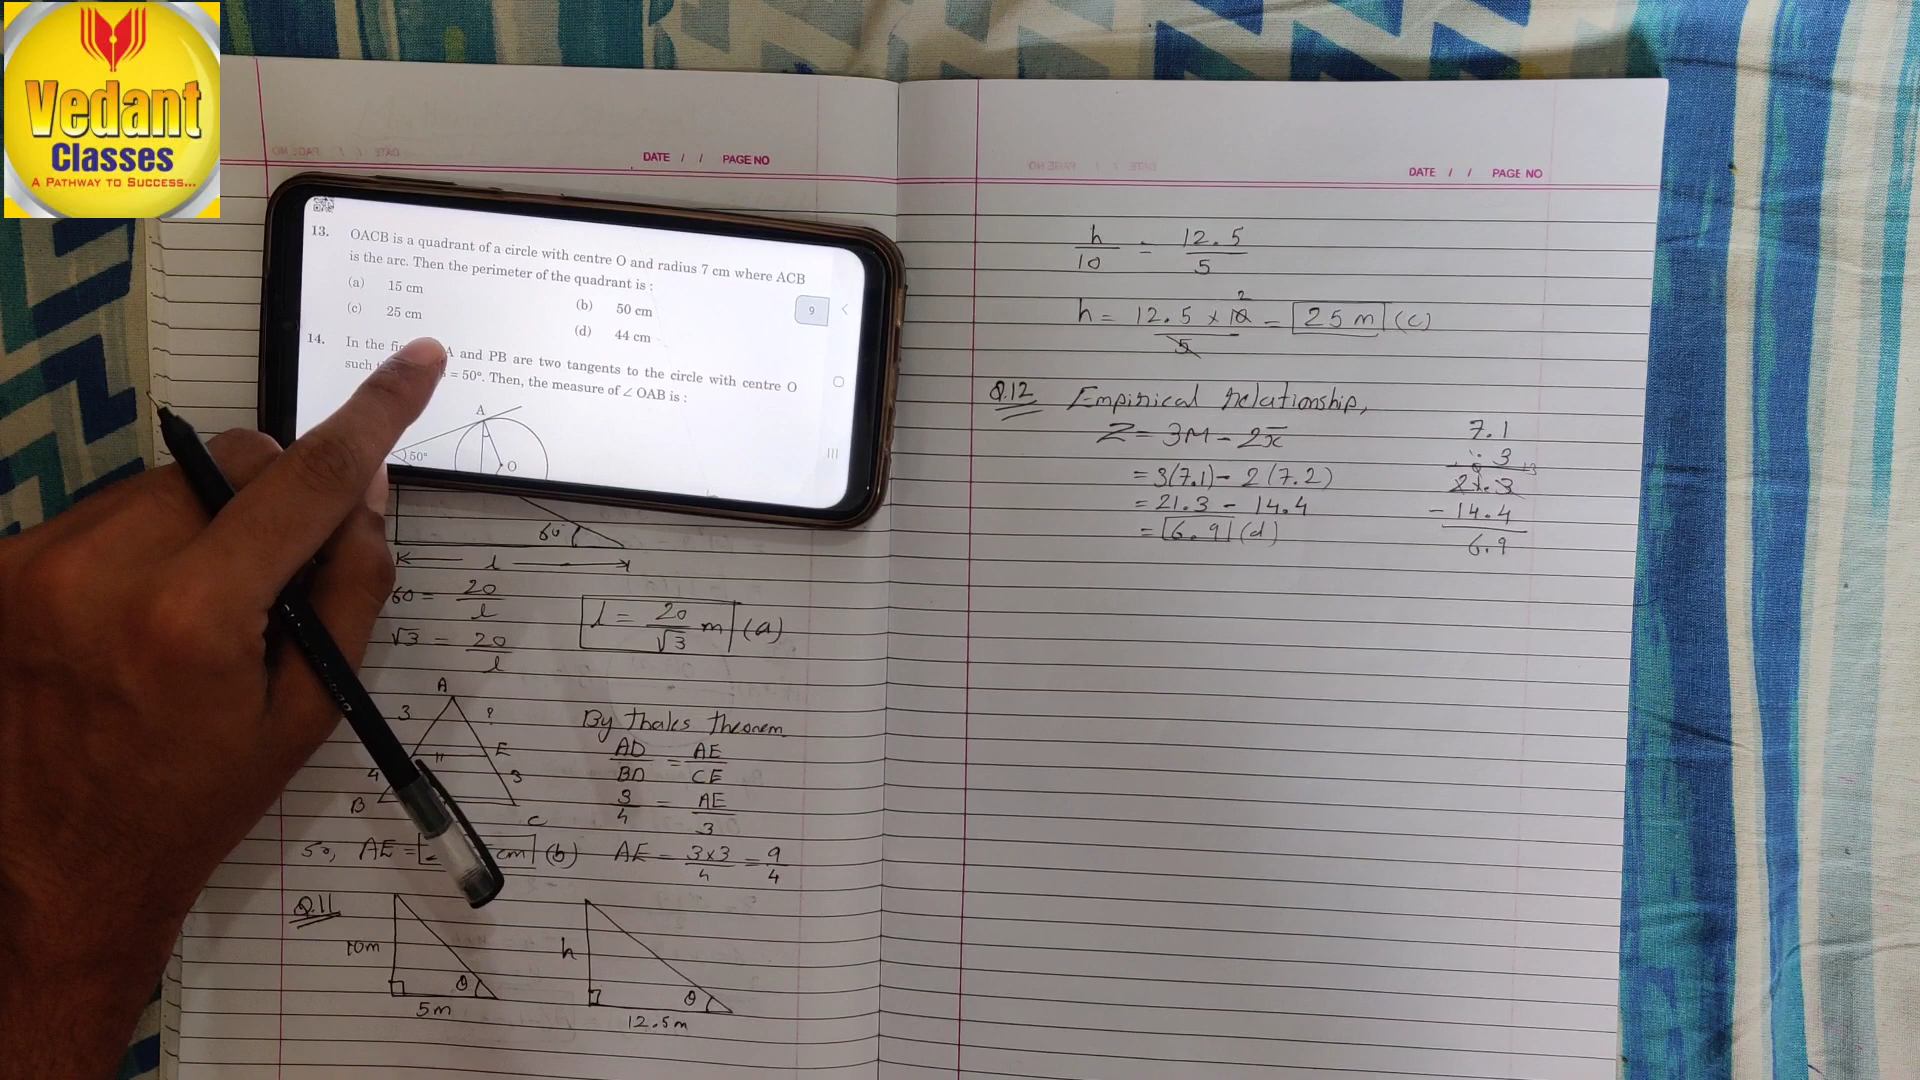 Vedant
Classes
A PATHWAY TO SUCCESS...
DATE / / PAGE NO
DATE / / PAGE NO
13. OACB is a quadrant of a circle with centre O and radius 7 cm where ACB
is the arc. Then the perimeter of the quadrant is :
(a) 15 cm
(b) 50 cm
(c) 25 cm
(d) 44 cm
9
14. In the A and PB are two tangents to the circle with centre O
such = 50°. Then, the measure of ∠ OAB is :
A
50°
O
60
l
60 = 20/l
√3 = 20/l
l = 20/√3 m (a)
A
3 ?
E
4 3
B C
By thales theorem
AD/BD = AE/CE
3/4 = AE/3
So, AE = cm (b) AE = 3x3/4 = 9/4
Q.11
10m h
θ θ
5m 12.5m
h/10 = 12.5/5
h = 12.5 x 10/5 = 25 m (c)
2
Q.12 Empirical relationship,
Z = 3M - 2x̄
= 3(7.1) - 2(7.2)
= 21.3 - 14.4
= 6.9 (d)
7.1
3
21.3
- 14.4
6.9